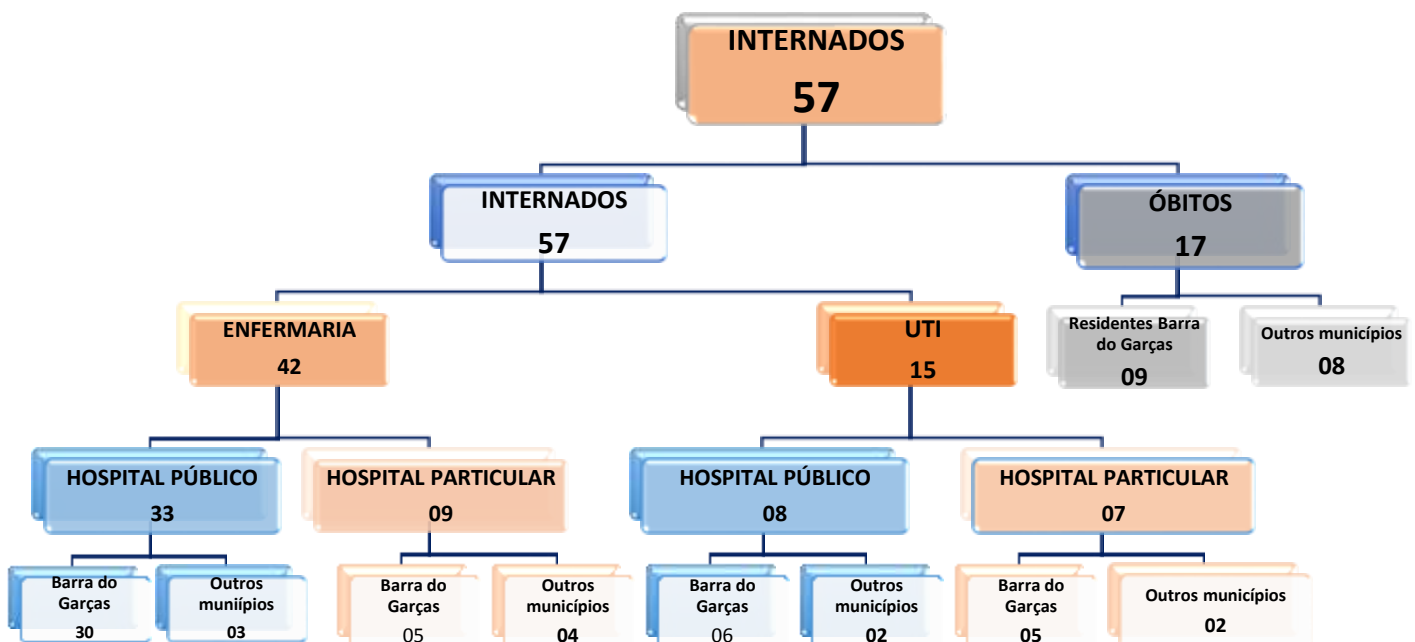 INTERNADOS
57
INTERNADOS
57
ÓBITOS
17
ENFERMARIA
42
UTI
15
Residentes Barra
do Garças
09
Outros municípios
08
HOSPITAL PÚBLICO
33
HOSPITAL PARTICULAR
09
HOSPITAL PÚBLICO
08
HOSPITAL PARTICULAR
07
Barra do
Garças
30
Outros
muniípios
03
Barra do
Garças
05
Outros
municípios
04
Barra do
Garças
06
Outros
municípios
02
Barra do
Garças
05
Outros municípios
02